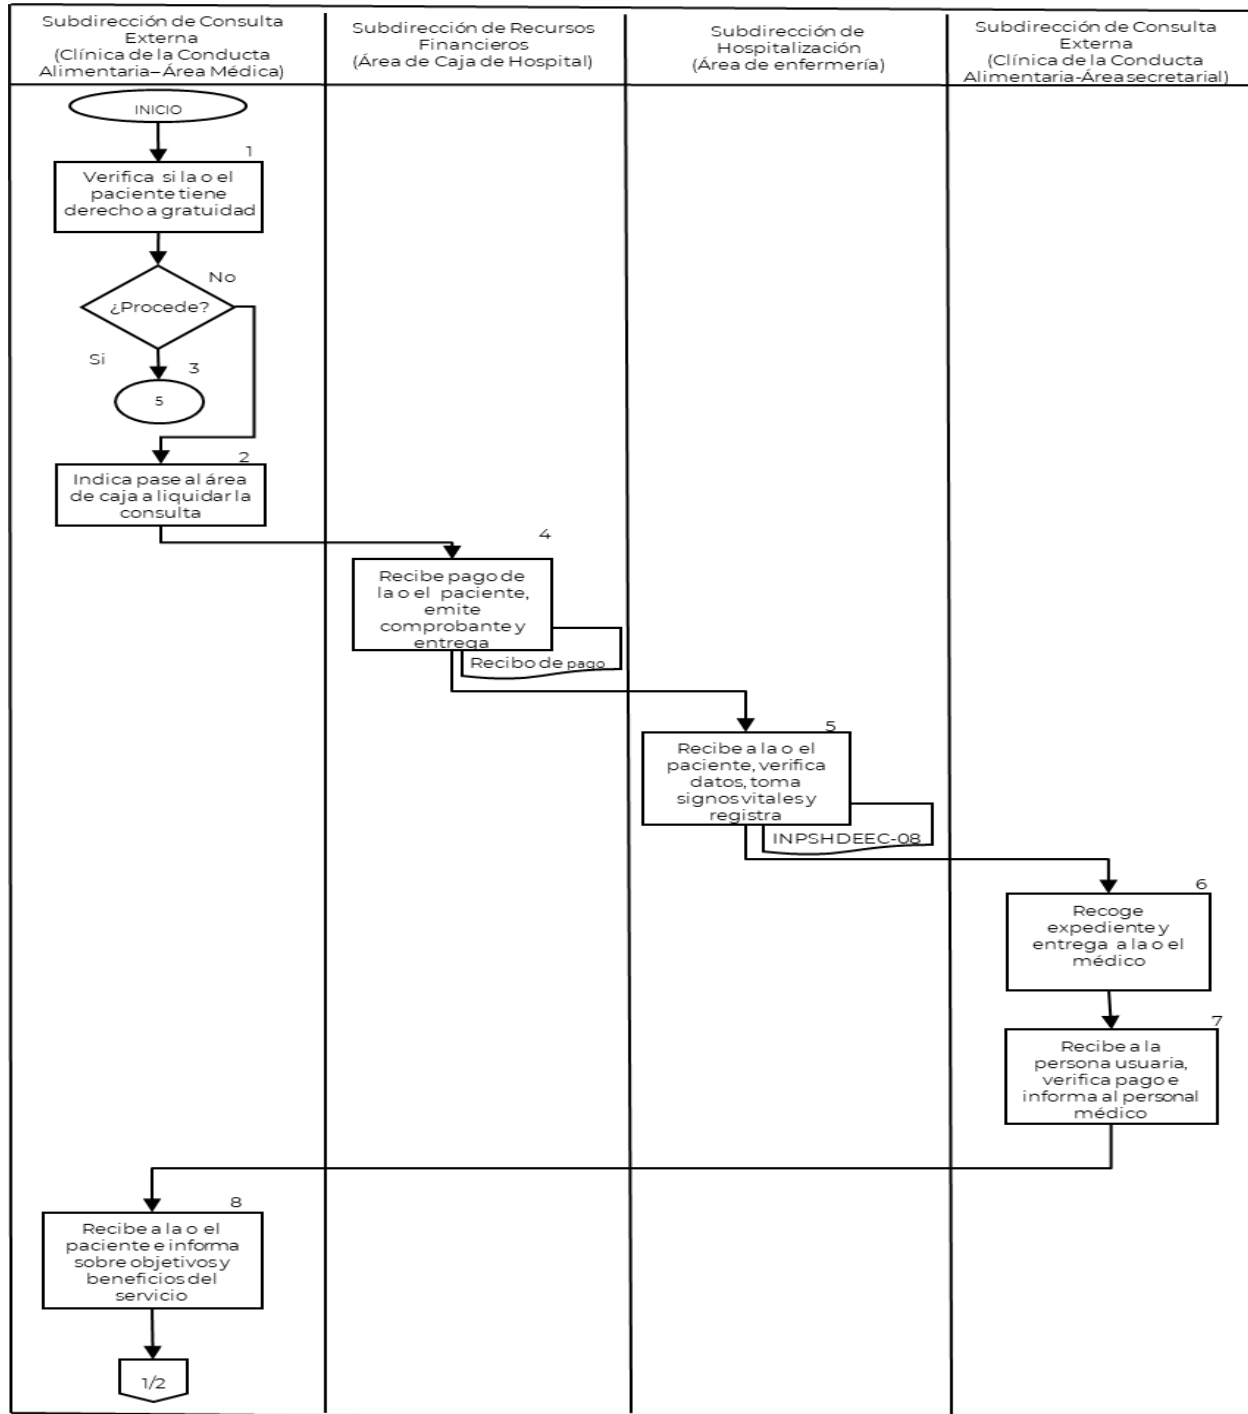 Subdirección de Consulta
Externa
(Clínica de la Conducta
Alimentaria–Área Médica)
Subdirección de Recursos
Financieros
(Área de Caja de Hospital)
Subdirección de
Hospitalización
(Área de enfermería)
Subdirección de Consulta
Externa
(Clínica de la Conducta
Alimentaria-Área secretarial)
INICIO
1
Verifica si la o el
paciente tiene
derecho a gratuidad
No
¿Procede?
Si
3
5
2
Indica pase al área
de caja a liquidar la
consulta
4
Recibe pago de
la o el paciente,
emite
comprobante y
entrega
Recibo de pago
5
Recibe a la o el
paciente, verifica
datos, toma
signos vitales y
registra
INPSHDEEC-08
6
Recoge
expediente y
entrega a la o el
médico
7
Recibe a la
persona usuaria,
verifica pago e
informa al personal
médico
8
Recibe a la o el
paciente e informa
sobre objetivos y
beneficios del
servicio
1/2